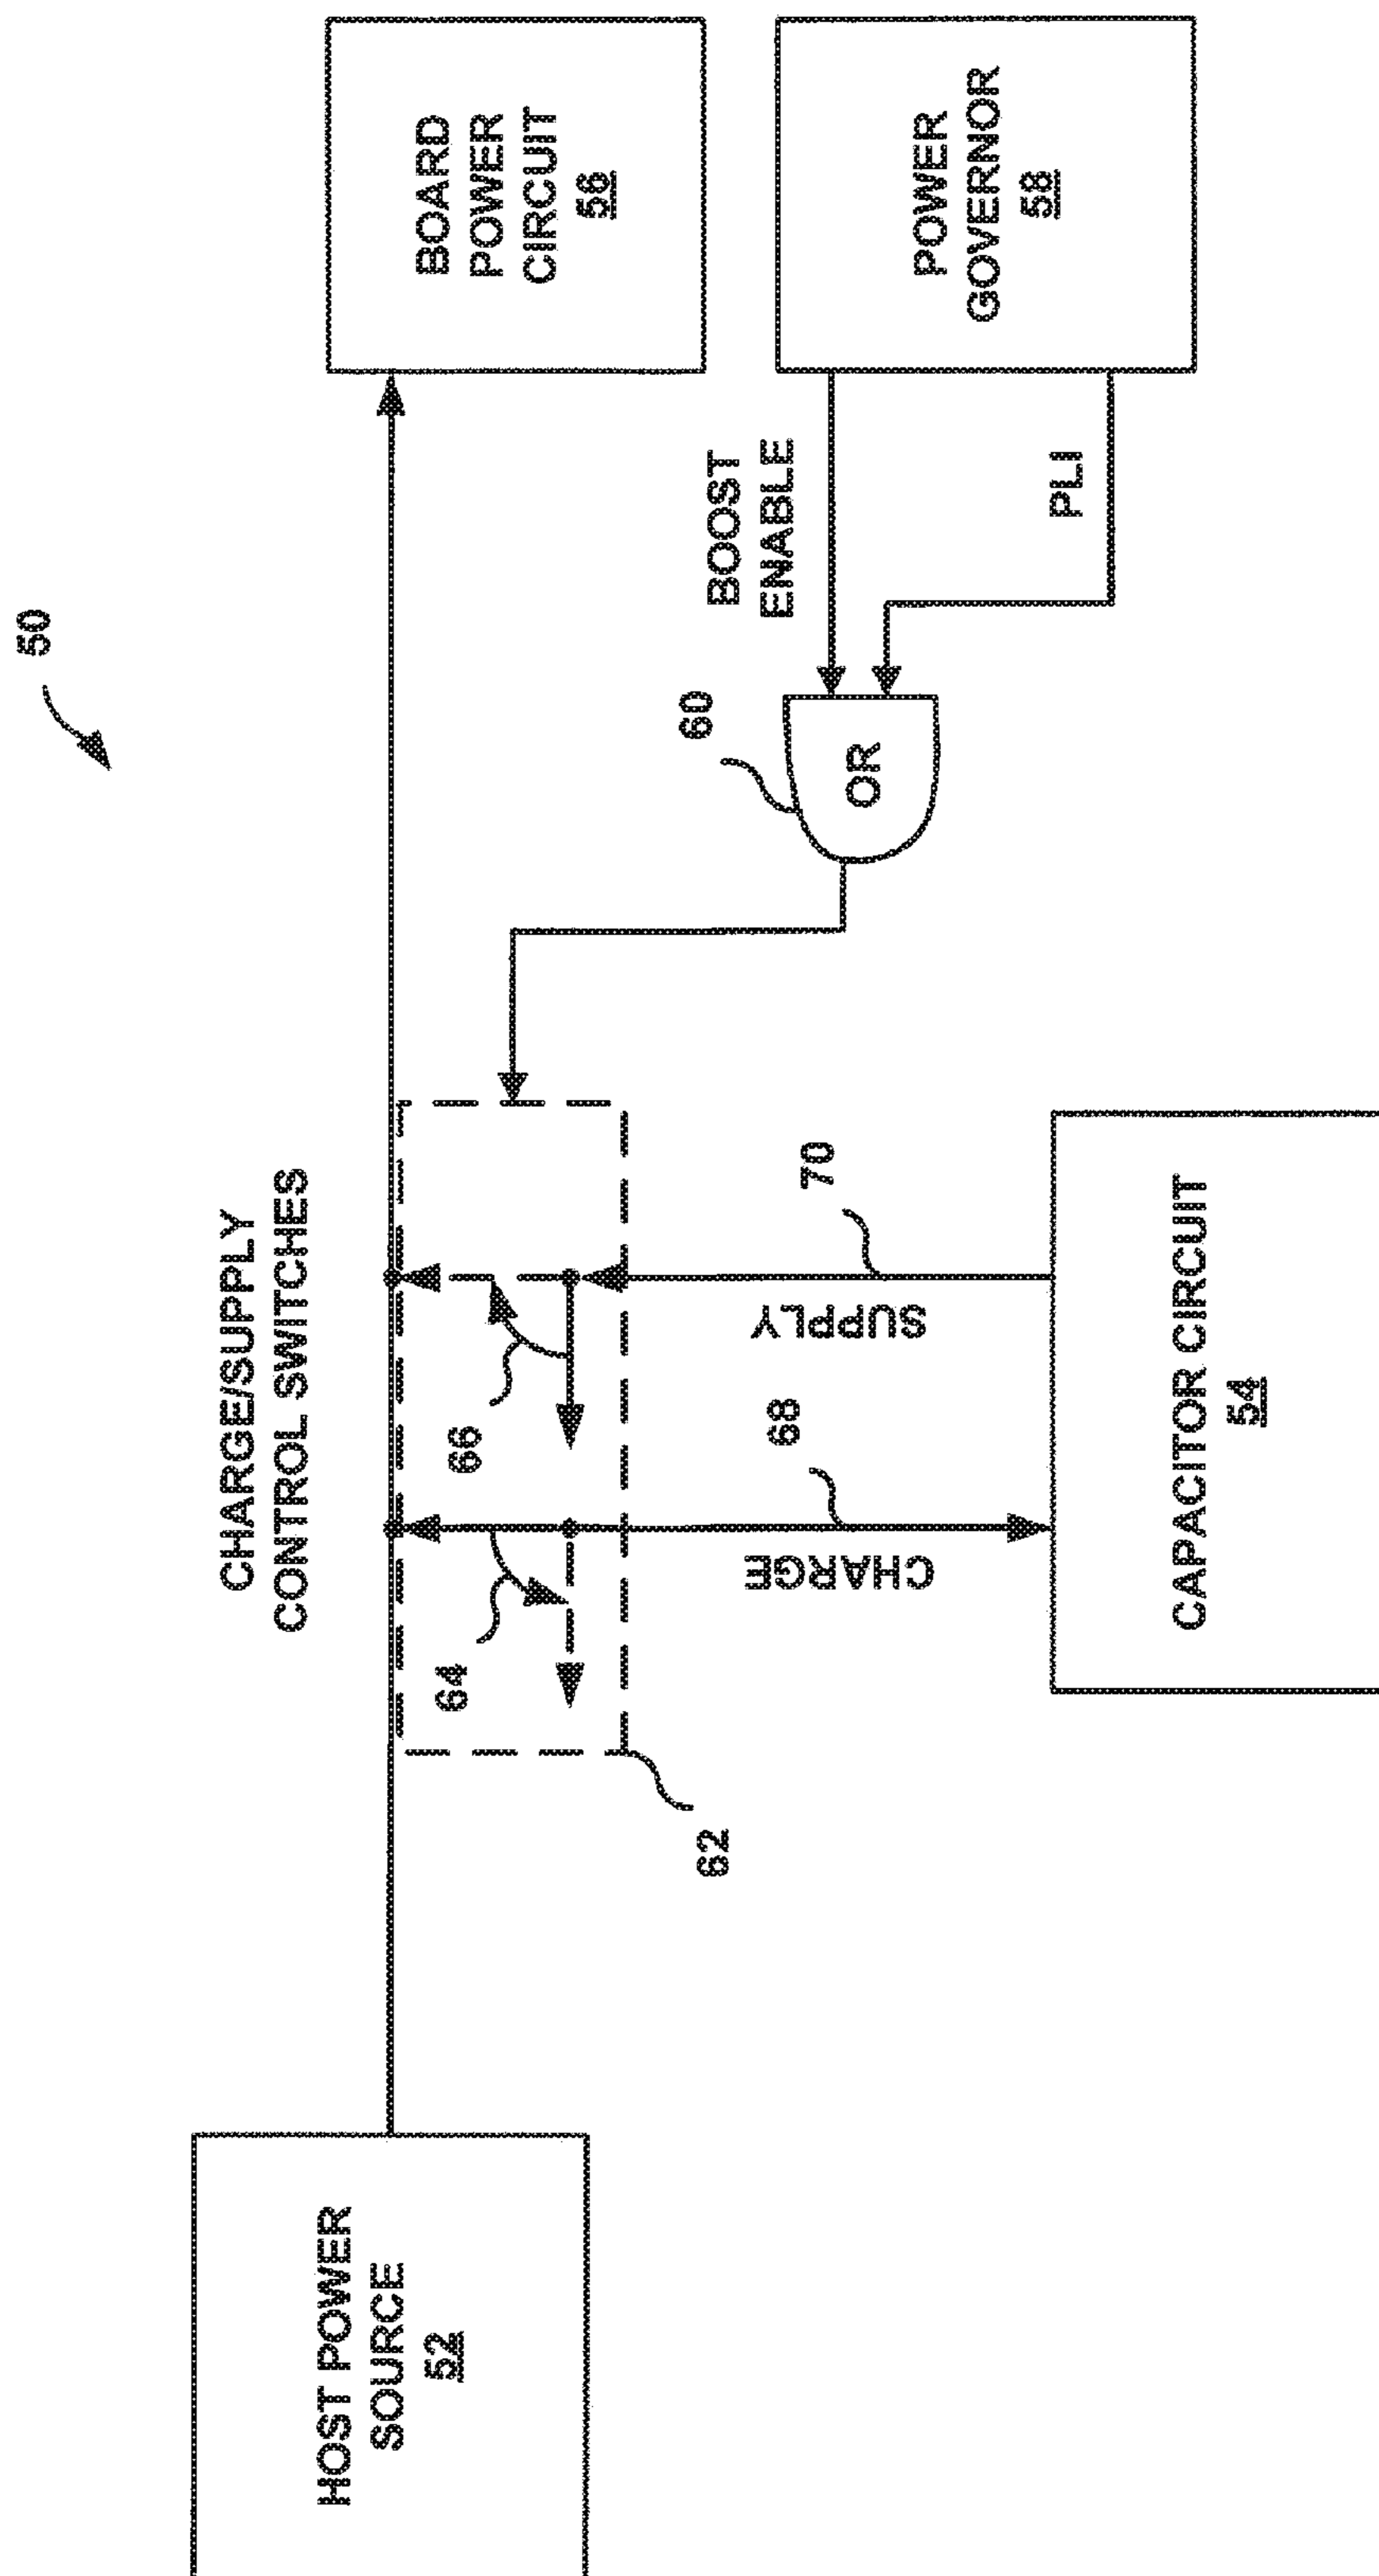 50
HOST POWER
SOURCE
52
CHARGE/SUPPLY
CONTROL SWITCHES
64
66
62
CHARGE
68
SUPPLY
70
CAPACITOR CIRCUIT
54
60
OR
BOOST
ENABLE
PLI
BOARD
POWER
CIRCUIT
56
POWER
GOVERNOR
58